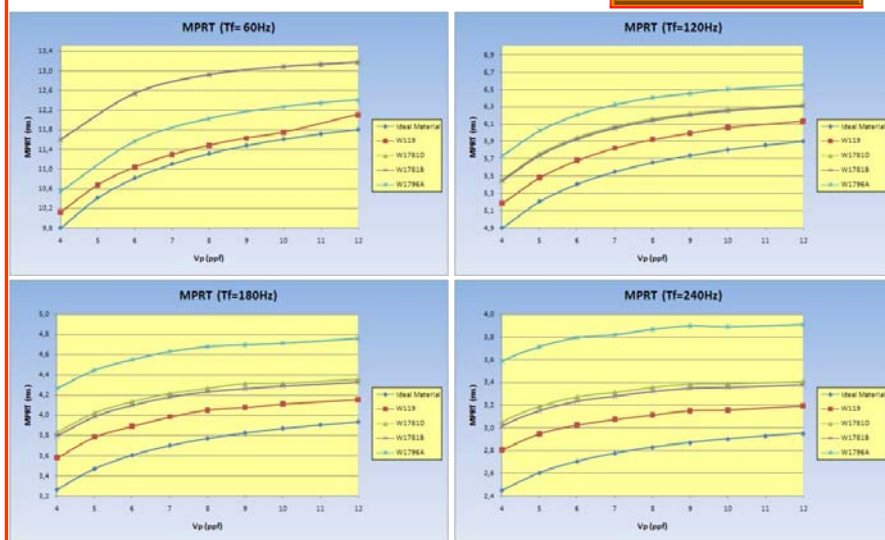 MPRT (Tf= 60Hz)
13,4
13,0
12,6
12,2
11,8
11,4
11,0
10,6
10,2
9,8
MPRT (ms)
4 5 6 7 8 9 10 11 12
Vp (ppf)
Ideal Material
W119
W1781D
W1781B
W1796A
MPRT (Tf=120Hz)
6,9
6,7
6,5
6,3
6,1
5,9
5,7
5,5
5,3
5,1
4,9
MPRT (ms)
4 5 6 7 8 9 10 11 12
Vp (ppf)
Ideal Material
W119
W1781D
W1781B
W1796A
MPRT (Tf=180Hz)
5,0
4,8
4,6
4,4
4,2
4,0
3,8
3,6
3,4
3,2
MPRT (ms)
4 5 6 7 8 9 10 11 12
Vp (ppf)
Ideal Material
W119
W1781D
W1781B
W1796A
MPRT (Tf=240Hz)
4,0
3,8
3,6
3,4
3,2
3,0
2,8
2,6
2,4
MPRT (ms)
4 5 6 7 8 9 10 11 12
Vp (ppf)
Ideal Material
W119
W1781D
W1781B
W1796A